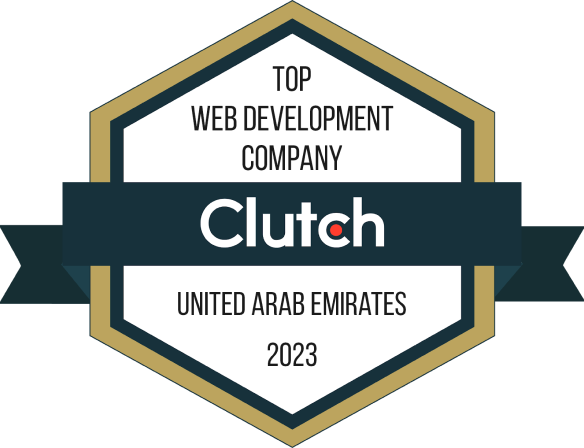 TOP
WEB DEVELOPMENT
COMPANY
Clutch
UNITED ARAB EMIRATES
2023